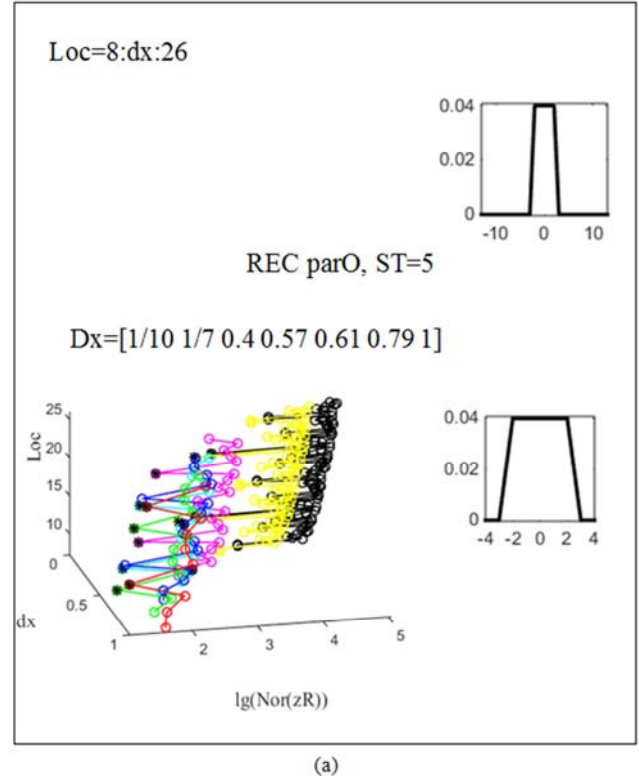 Loc=8:dx:26
0.04
0.02
0
-10 0 10
REC parO, ST=5
Dx=[1/10 1/7 0.4 0.57 0.61 0.79 1]
25
20
15
10
Loc
0
0.5
1
dx
2 3 4 5
lg(Nor(zR))
0.04
0.02
0
-4 -2 0 2 4
(a)